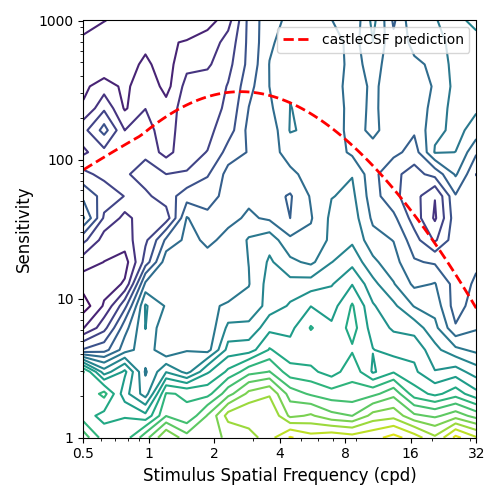 1000
castleCSF prediction
100
10
1
Sensitivity
0.5 1 2 4 8 16 32
Stimulus Spatial Frequency (cpd)